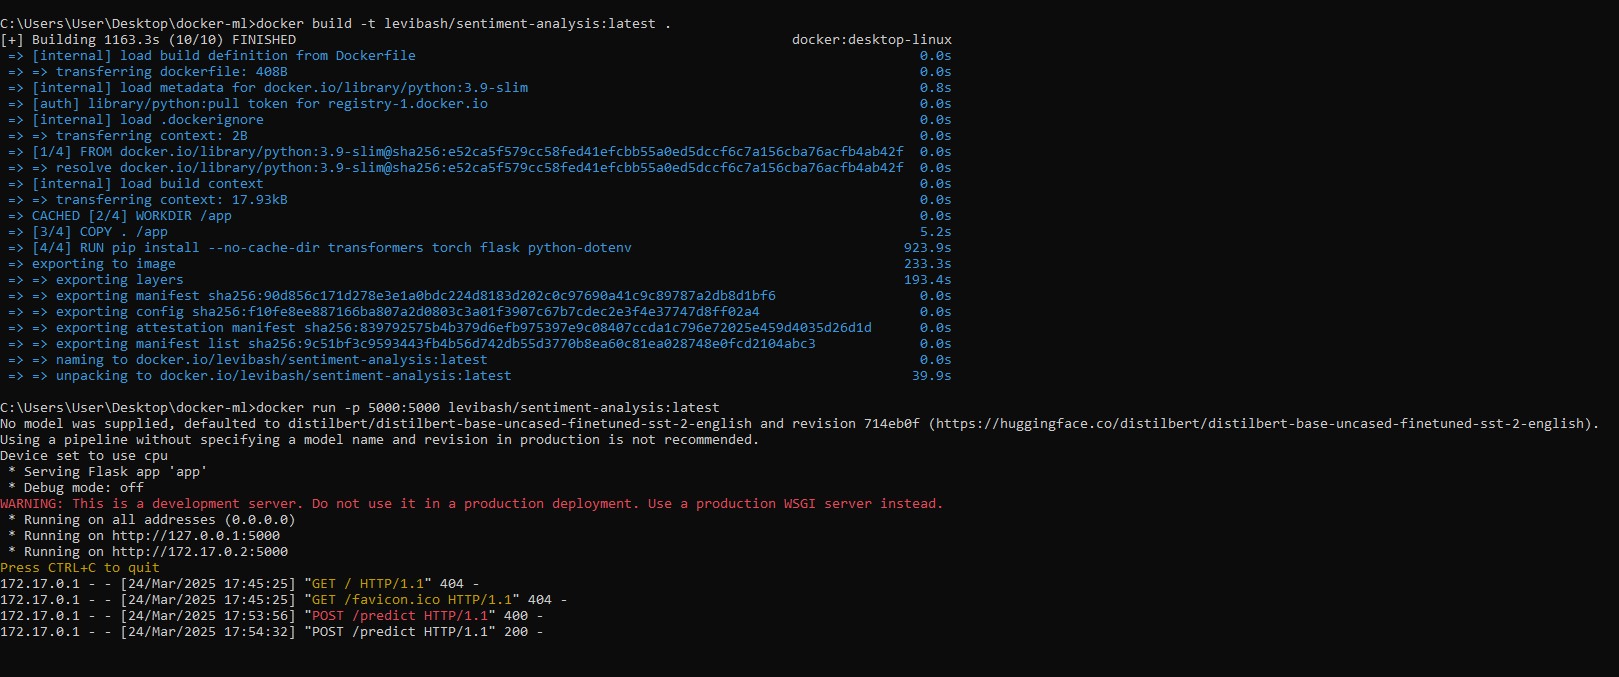 C:\Users\User\Desktop\docker-ml>docker build -t levibash/sentiment-analysis:latest .
[+] Building 1163.3s (10/10) FINISHED docker:desktop-linux
=> [internal] load build definition from Dockerfile 0.0s
=> => transferring dockerfile: 408B 0.0s
=> [internal] load metadata for docker.io/library/python:3.9-slim 0.8s
=> [auth] library/python:pull token for registry-1.docker.io 0.0s
=> [internal] load .dockerignore 0.0s
=> => transferring context: 2B 0.0s
=> [1/4] FROM docker.io/library/python:3.9-slim@sha256:e52ca5f579cc58fed41efcbb55a0ed5dccf6c7a156cba76acfb4ab42f 0.0s
=> => resolve docker.io/library/python:3.9-slim@sha256:e52ca5f579cc58fed41efcbb55a0ed5dccf6c7a156cba76acfb4ab42f 0.0s
=> [internal] load build context 0.0s
=> => transferring context: 17.93kB 0.0s
=> CACHED [2/4] WORKDIR /app 0.0s
=> [3/4] COPY . /app 5.2s
=> [4/4] RUN pip install --no-cache-dir transformers torch flask python-dotenv 923.9s
=> exporting to image 233.3s
=> => exporting layers 193.4s
=> => exporting manifest sha256:90d856c171d278e3e1a0bdc224d8183d202c0c97690a41c9c89787a2db8d1bf6 0.0s
=> => exporting config sha256:f10fe8ee887166ba807a2d0803c3a01f3907c67b7cdec2e3f4e37747d8ff02a4 0.0s
=> => exporting attestation manifest sha256:839792575b4b379d6efb975397e9c08407ccda1c796e72025e459d4035d26d1d 0.0s
=> => exporting manifest list sha256:9c51bf3c9593443fb4b56d742db55d3770b8ea60c81ea028748e0fcd2104abc3 0.0s
=> => naming to docker.io/levibash/sentiment-analysis:latest 0.0s
=> => unpacking to docker.io/levibash/sentiment-analysis:latest 39.9s
C:\Users\User\Desktop\docker-ml>docker run -p 5000:5000 levibash/sentiment-analysis:latest
No model was supplied, defaulted to distilbert/distilbert-base-uncased-finetuned-sst-2-english and revision 714eb0f (https://huggingface.co/distilbert/distilbert-base-uncased-finetuned-sst-2-english).
Using a pipeline without specifying a model name and revision in production is not recommended.
Device set to use cpu
* Serving Flask app 'app'
* Debug mode: off
WARNING: This is a development server. Do not use it in a production deployment. Use a production WSGI server instead.
* Running on all addresses (0.0.0.0)
* Running on http://127.0.0.1:5000
* Running on http://172.17.0.2:5000
Press CTRL+C to quit
172.17.0.1 - - [24/Mar/2025 17:45:25] "GET / HTTP/1.1" 404 -
172.17.0.1 - - [24/Mar/2025 17:45:25] "GET /favicon.ico HTTP/1.1" 404 -
172.17.0.1 - - [24/Mar/2025 17:53:56] "POST /predict HTTP/1.1" 400 -
172.17.0.1 - - [24/Mar/2025 17:54:32] "POST /predict HTTP/1.1" 200 -